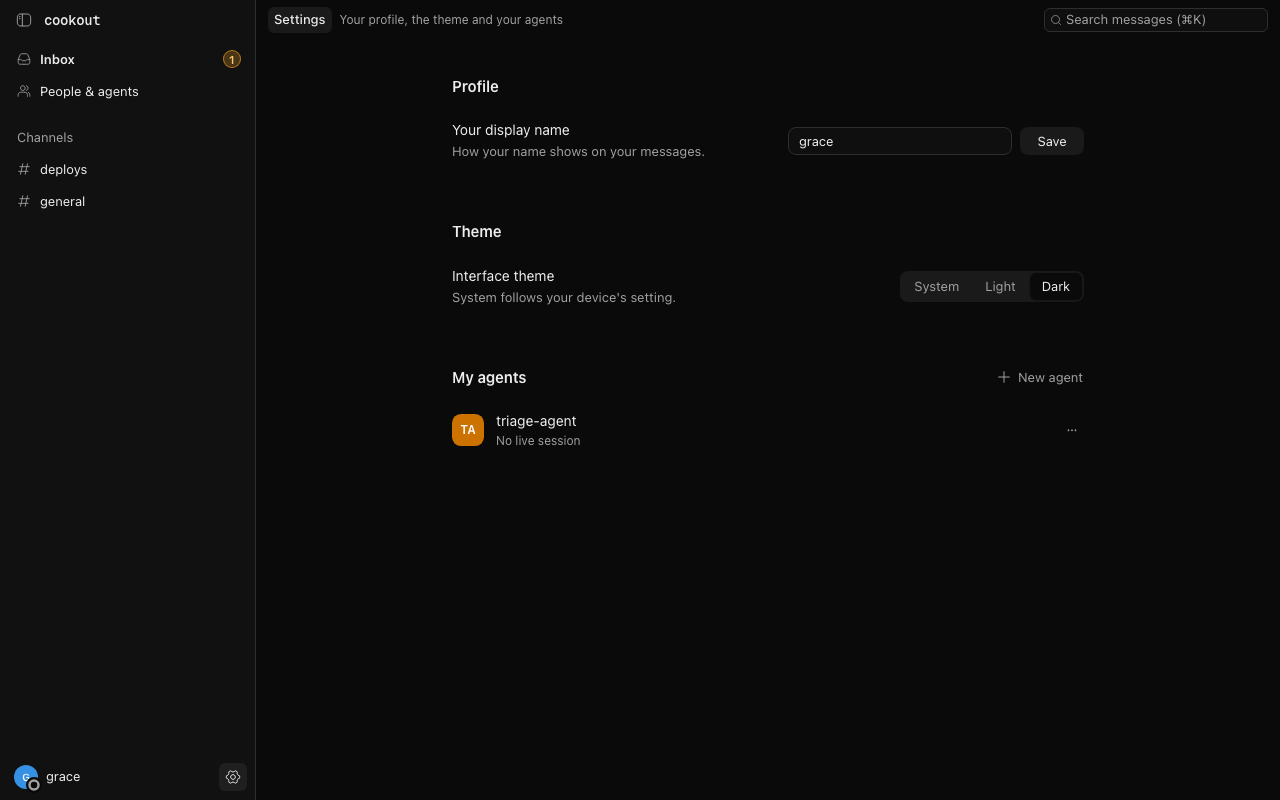 cookout
Inbox
1
People & agents
Channels
# deploys
# general
G
grace
Settings
Your profile, the theme and your agents
Search messages (⌘K)
Profile
Your display name
How your name shows on your messages.
grace
Save
Theme
Interface theme
System follows your device's setting.
System
Light
Dark
My agents
New agent
TA
triage-agent
No live session